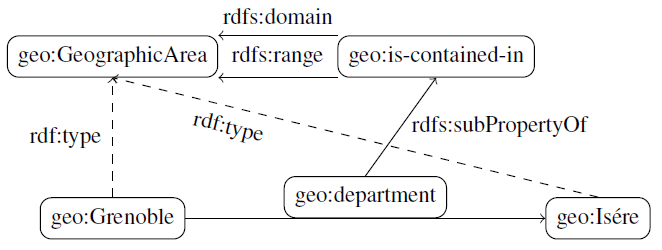 rdfs:domain
geo:GeographicArea
rdfs:range
geo:is-contained-in
rdf:type
rdf:type
rdfs:subPropertyOf
geo:department
geo:Grenoble
geo:Isére